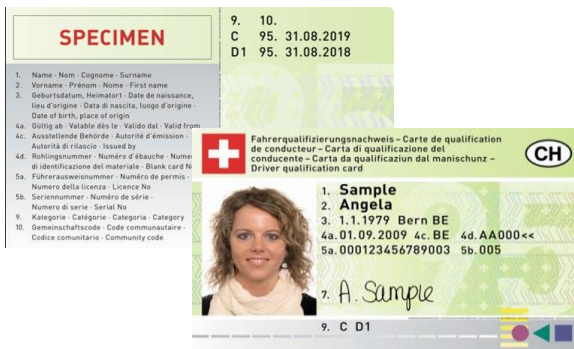 SPECIMEN
9. 10.
C 95. 31.08.2019
D1 95. 31.08.2018
1. Name · Nom · Cognome · Surname
2. Vorname · Prénom · Nome · First name
3. Geburtsdatum, Heimatort · Date de naissance,
lieu d'origine · Data di nascita, luogo d'origine ·
Date of birth, place of origin
4a. Gültig ab · Valable dès le · Valido dal · Valid from
4c. Ausstellende Behörde · Autorité d'émission ·
Autorità di rilascio · Issued by
4d. Rohlingsnummer · Numéro d'ébauche ·
di identificazione del materiale · Blank card
5a. Führerausweisnummer · Numéro de permis ·
Numero della licenza · Licence No
5b. Seriennummer · Numéro de série ·
Numero di serie · Serial No
9. Kategorie · Catégorie · Categoria · Category
10. Gemeinschaftscode · Code communautaire ·
Codice comunitario · Community code
Fahrerqualifizierungsnachweis – Carte de qualification
de conducteur – Carta di qualificazione del
conducente – Carta da qualificaziun dal manischunz –
Driver qualification card
CH
1. Sample
2. Angela
3. 1.1.1979 Bern BE
4a. 01.09.2009 4c. BE 4d. AA000<<
5a. 000123456789003 5b. 005
7. A. Sample
9. C D1